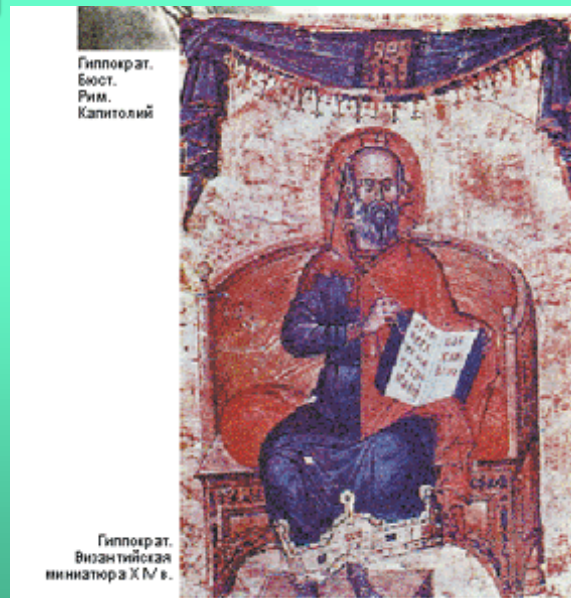 Гиппократ.
Бюст.
Рим.
Капитолий
Гиппократ.
Византийская
миниатюра XIV в.